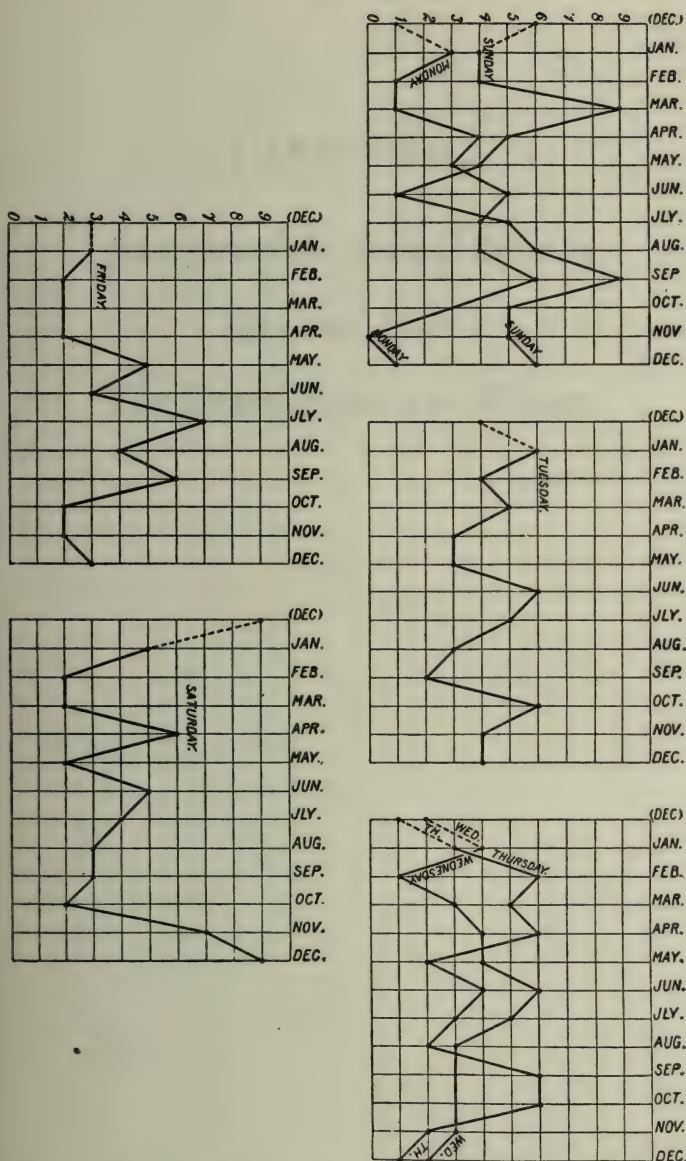 0 1 2 3 4 5 6 7 8 9 (DEC.)
JAN.
MONDAY
SUNDAY
FEB.
MAR.
APR.
MAY.
JUN.
JLY.
AUG.
SEP
OCT.
NOV
SUNDAY
SUNDAY.
DEC.
0 1 2 3 4 5 6 7 8 9 (DEC)
JAN.
FRIDAY.
FEB.
MAR.
APR.
MAY.
JUN.
JLY.
AUG.
SEP.
OCT.
NOV.
DEC.
(DEC.)
JAN.
TUESDAY.
FEB.
MAR.
APR.
MAY.
JUN.
JLY.
AUG.
SEP.
OCT.
NOV.
DEC.
(DEC)
JAN.
FEB.
SATURDAY.
MAR.
APR.
MAY.
JUN.
JLY.
AUG.
SEP.
OCT.
NOV.
DEC.
(DEC)
TH.
WED.
JAN.
WEDNESDAY
THURSDAY.
FEB.
MAR.
APR.
MAY.
JUN.
JLY.
AUG.
SEP.
OCT.
NOV.
TH.
WED.
DEC.